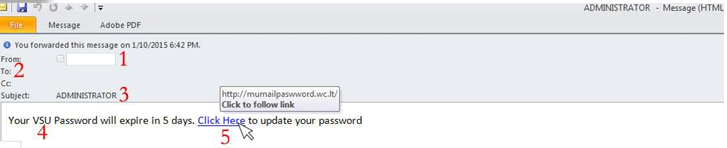 ADMINISTRATOR - Message (HTML
File Message Adobe PDF
You forwarded this message on 1/10/2015 6:42 PM.
From: 1
To: 2
Cc:
Subject: ADMINISTRATOR 3
http://mumailpaswword.wc.lt/
Click to follow link
Your VSU Password will expire in 5 days. Click Here to update your password
4 5